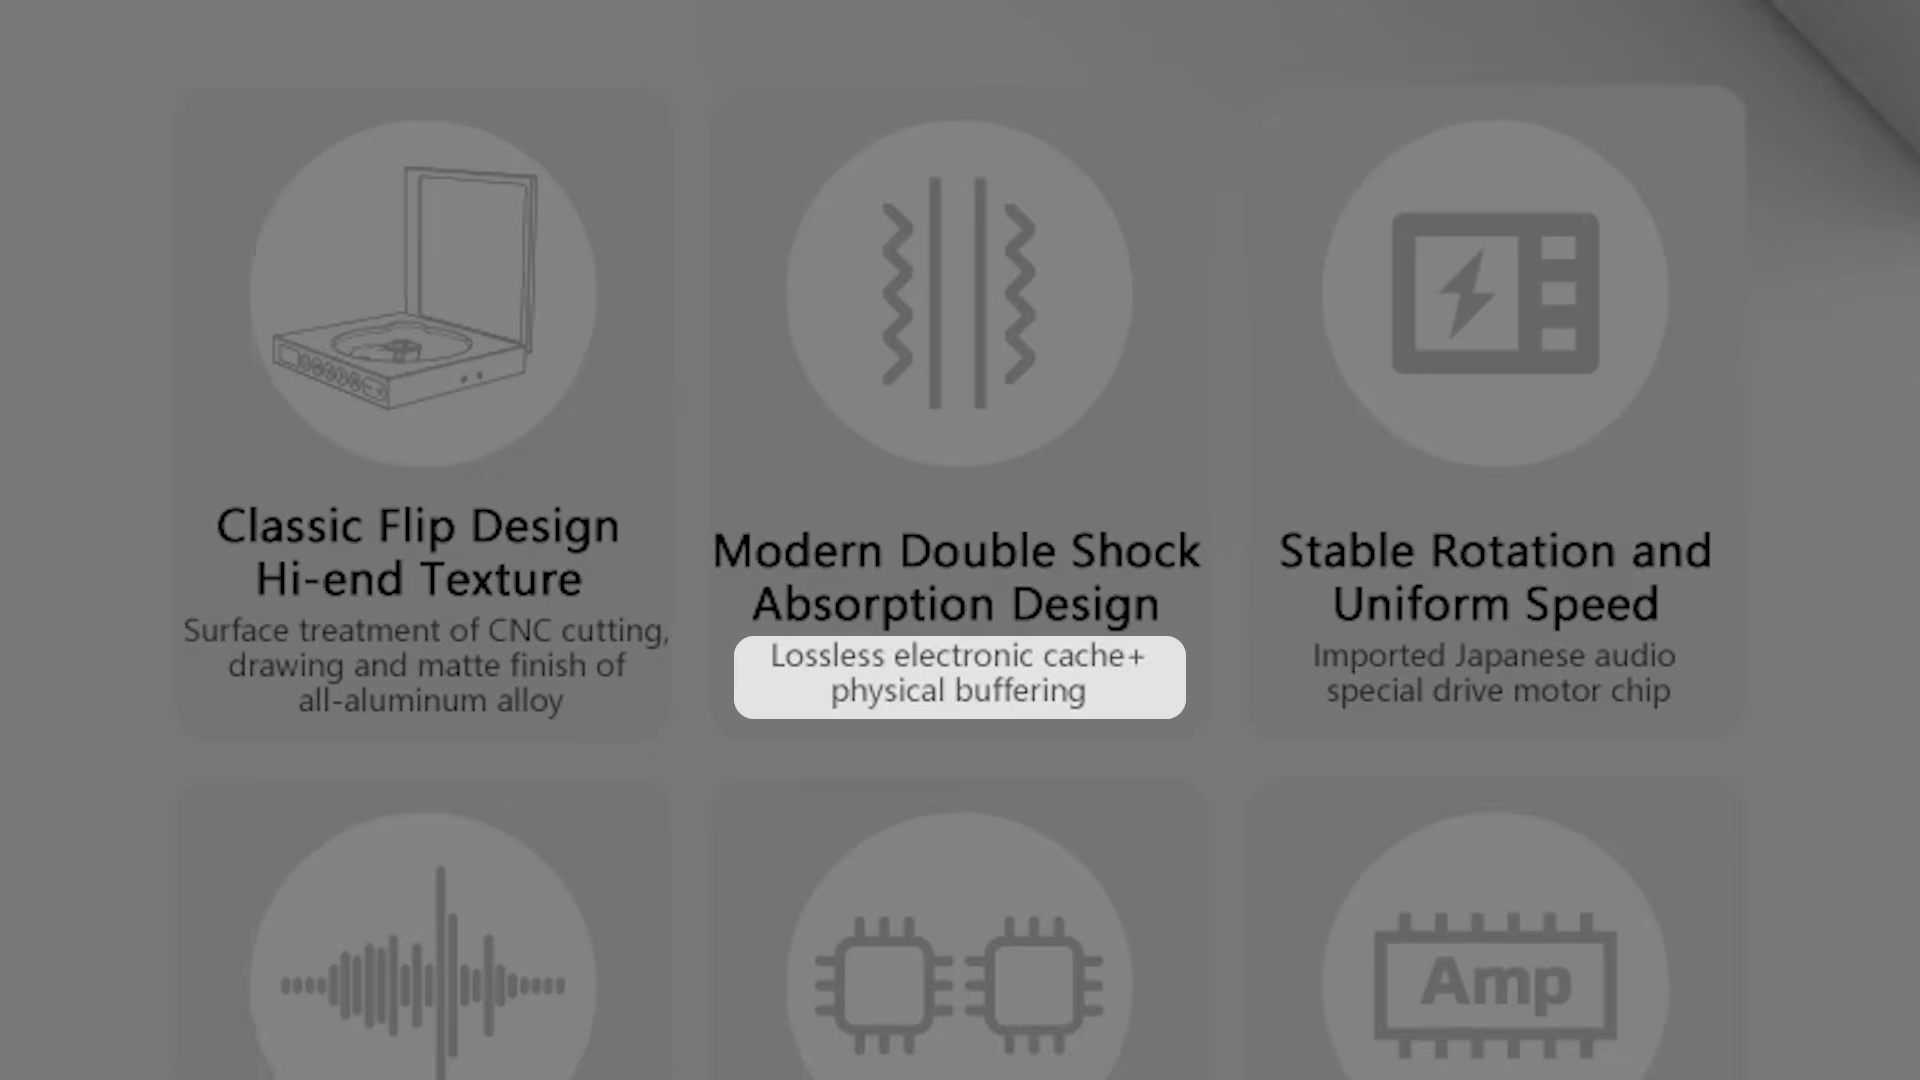 Classic Flip Design
Hi-end Texture
Surface treatment of CNC cutting,
drawing and matte finish of
all-aluminum alloy
Modern Double Shock
Absorption Design
Lossless electronic cache+
physical buffering
Stable Rotation and
Uniform Speed
Imported Japanese audio
special drive motor chip
Amp